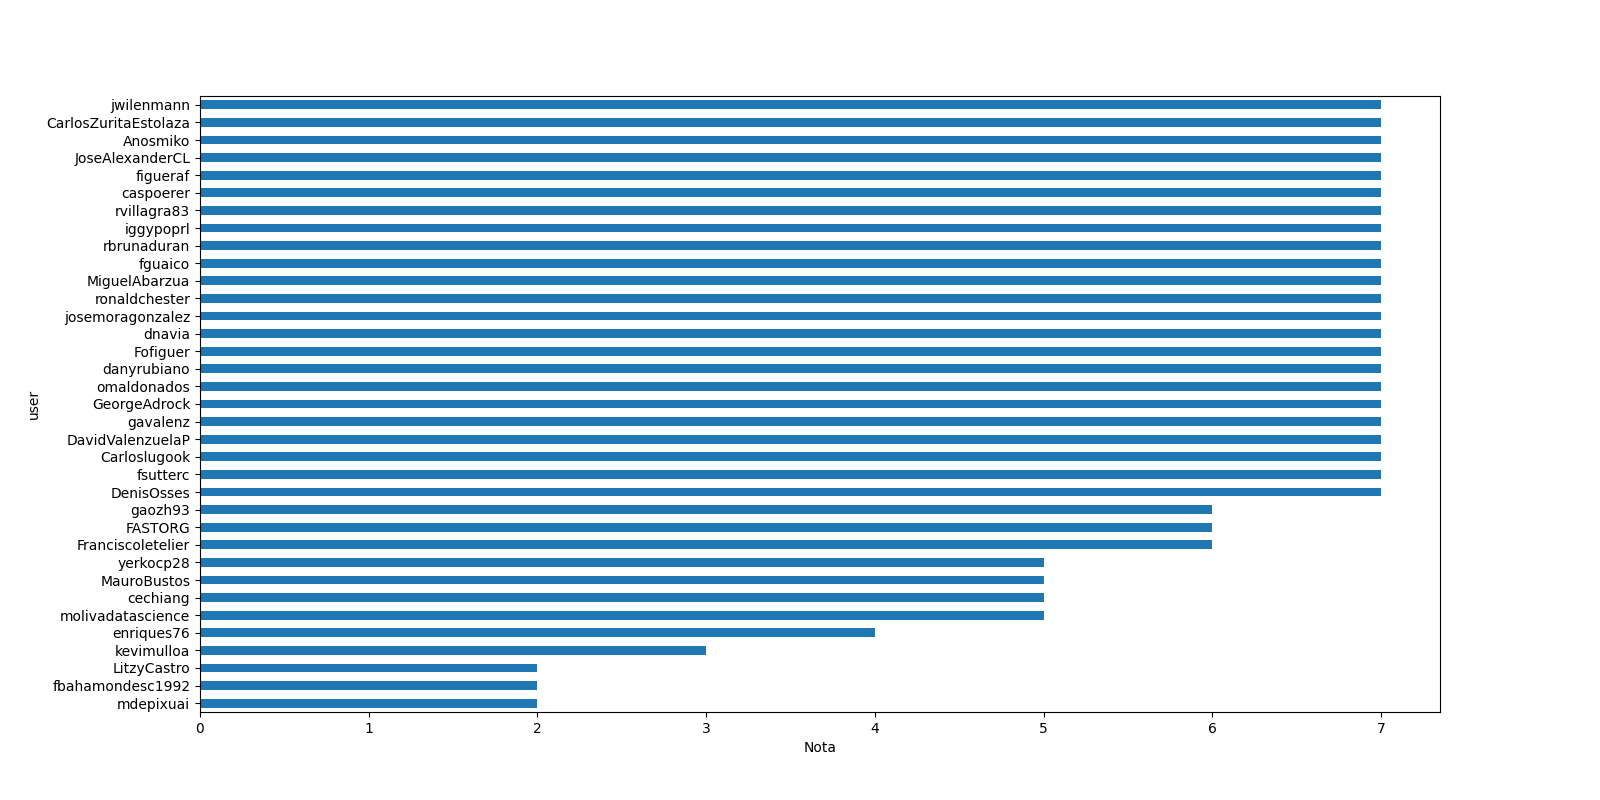 jwilenmann
CarlosZuritaEstolaza
Anosmiko
JoseAlexanderCL
figueraf
caspoerer
rvillagra83
iggypoprl
rbrunaduran
fguaico
MiguelAbarzua
ronaldchester
josemoragonzalez
dnavia
Fofiguer
danyrubiano
omaldonados
GeorgeAdrock
gavalenz
DavidValenzuelaP
Carloslugook
fsutterc
DenisOsses
gaozh93
FASTORG
Franciscoletelier
yerkocp28
MauroBustos
cechiang
molivadatascience
enriques76
kevimulloa
LitzyCastro
fbahamondesc1992
mdepixuai
user
0 1 2 3 4 5 6 7
Nota